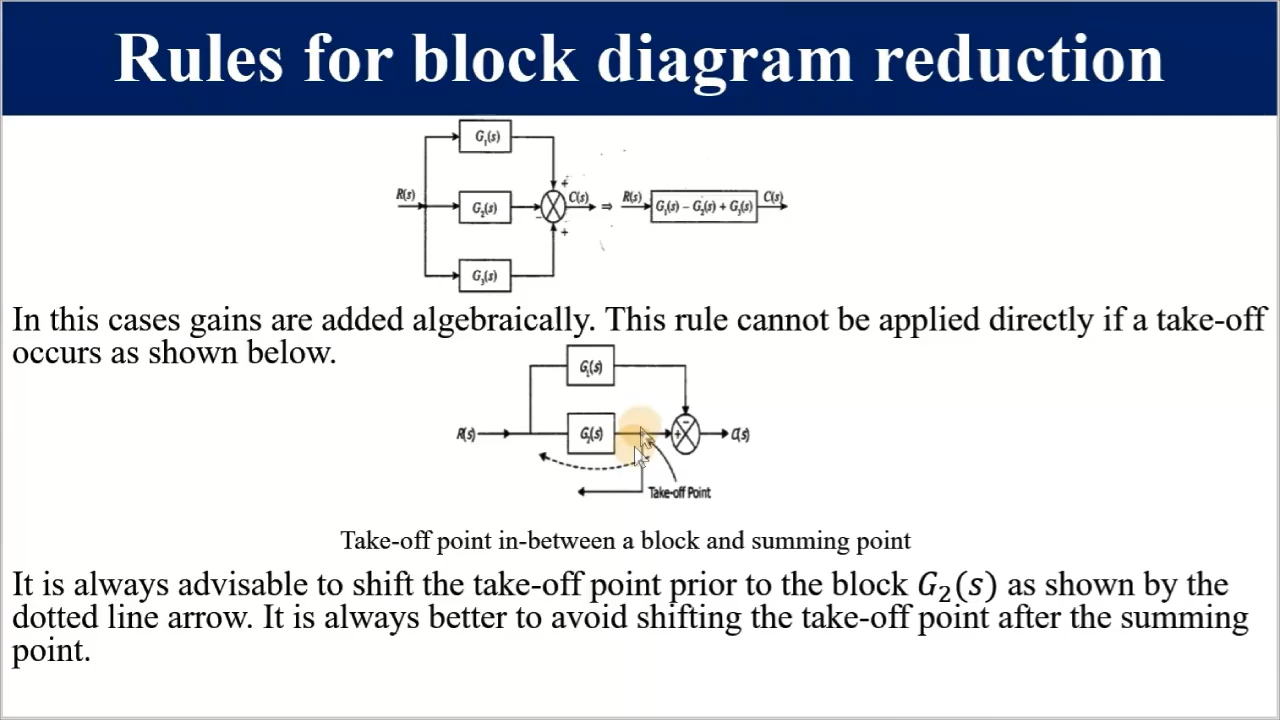 Rules for block diagram reduction
G₁(s)
R(s)
G₂(s)
C(s)
⇒
R(s)
G₁(s) – G₂(s) + G₃(s)
C(s)
+
–
+
G₃(s)
In this cases gains are added algebraically. This rule cannot be applied directly if a take-off
occurs as shown below.
G₁(s)
R(s)
G₂(s)
–
+
C(s)
Take-off Point
Take-off point in-between a block and summing point
It is always advisable to shift the take-off point prior to the block G₂(s) as shown by the
dotted line arrow. It is always better to avoid shifting the take-off point after the summing
point.